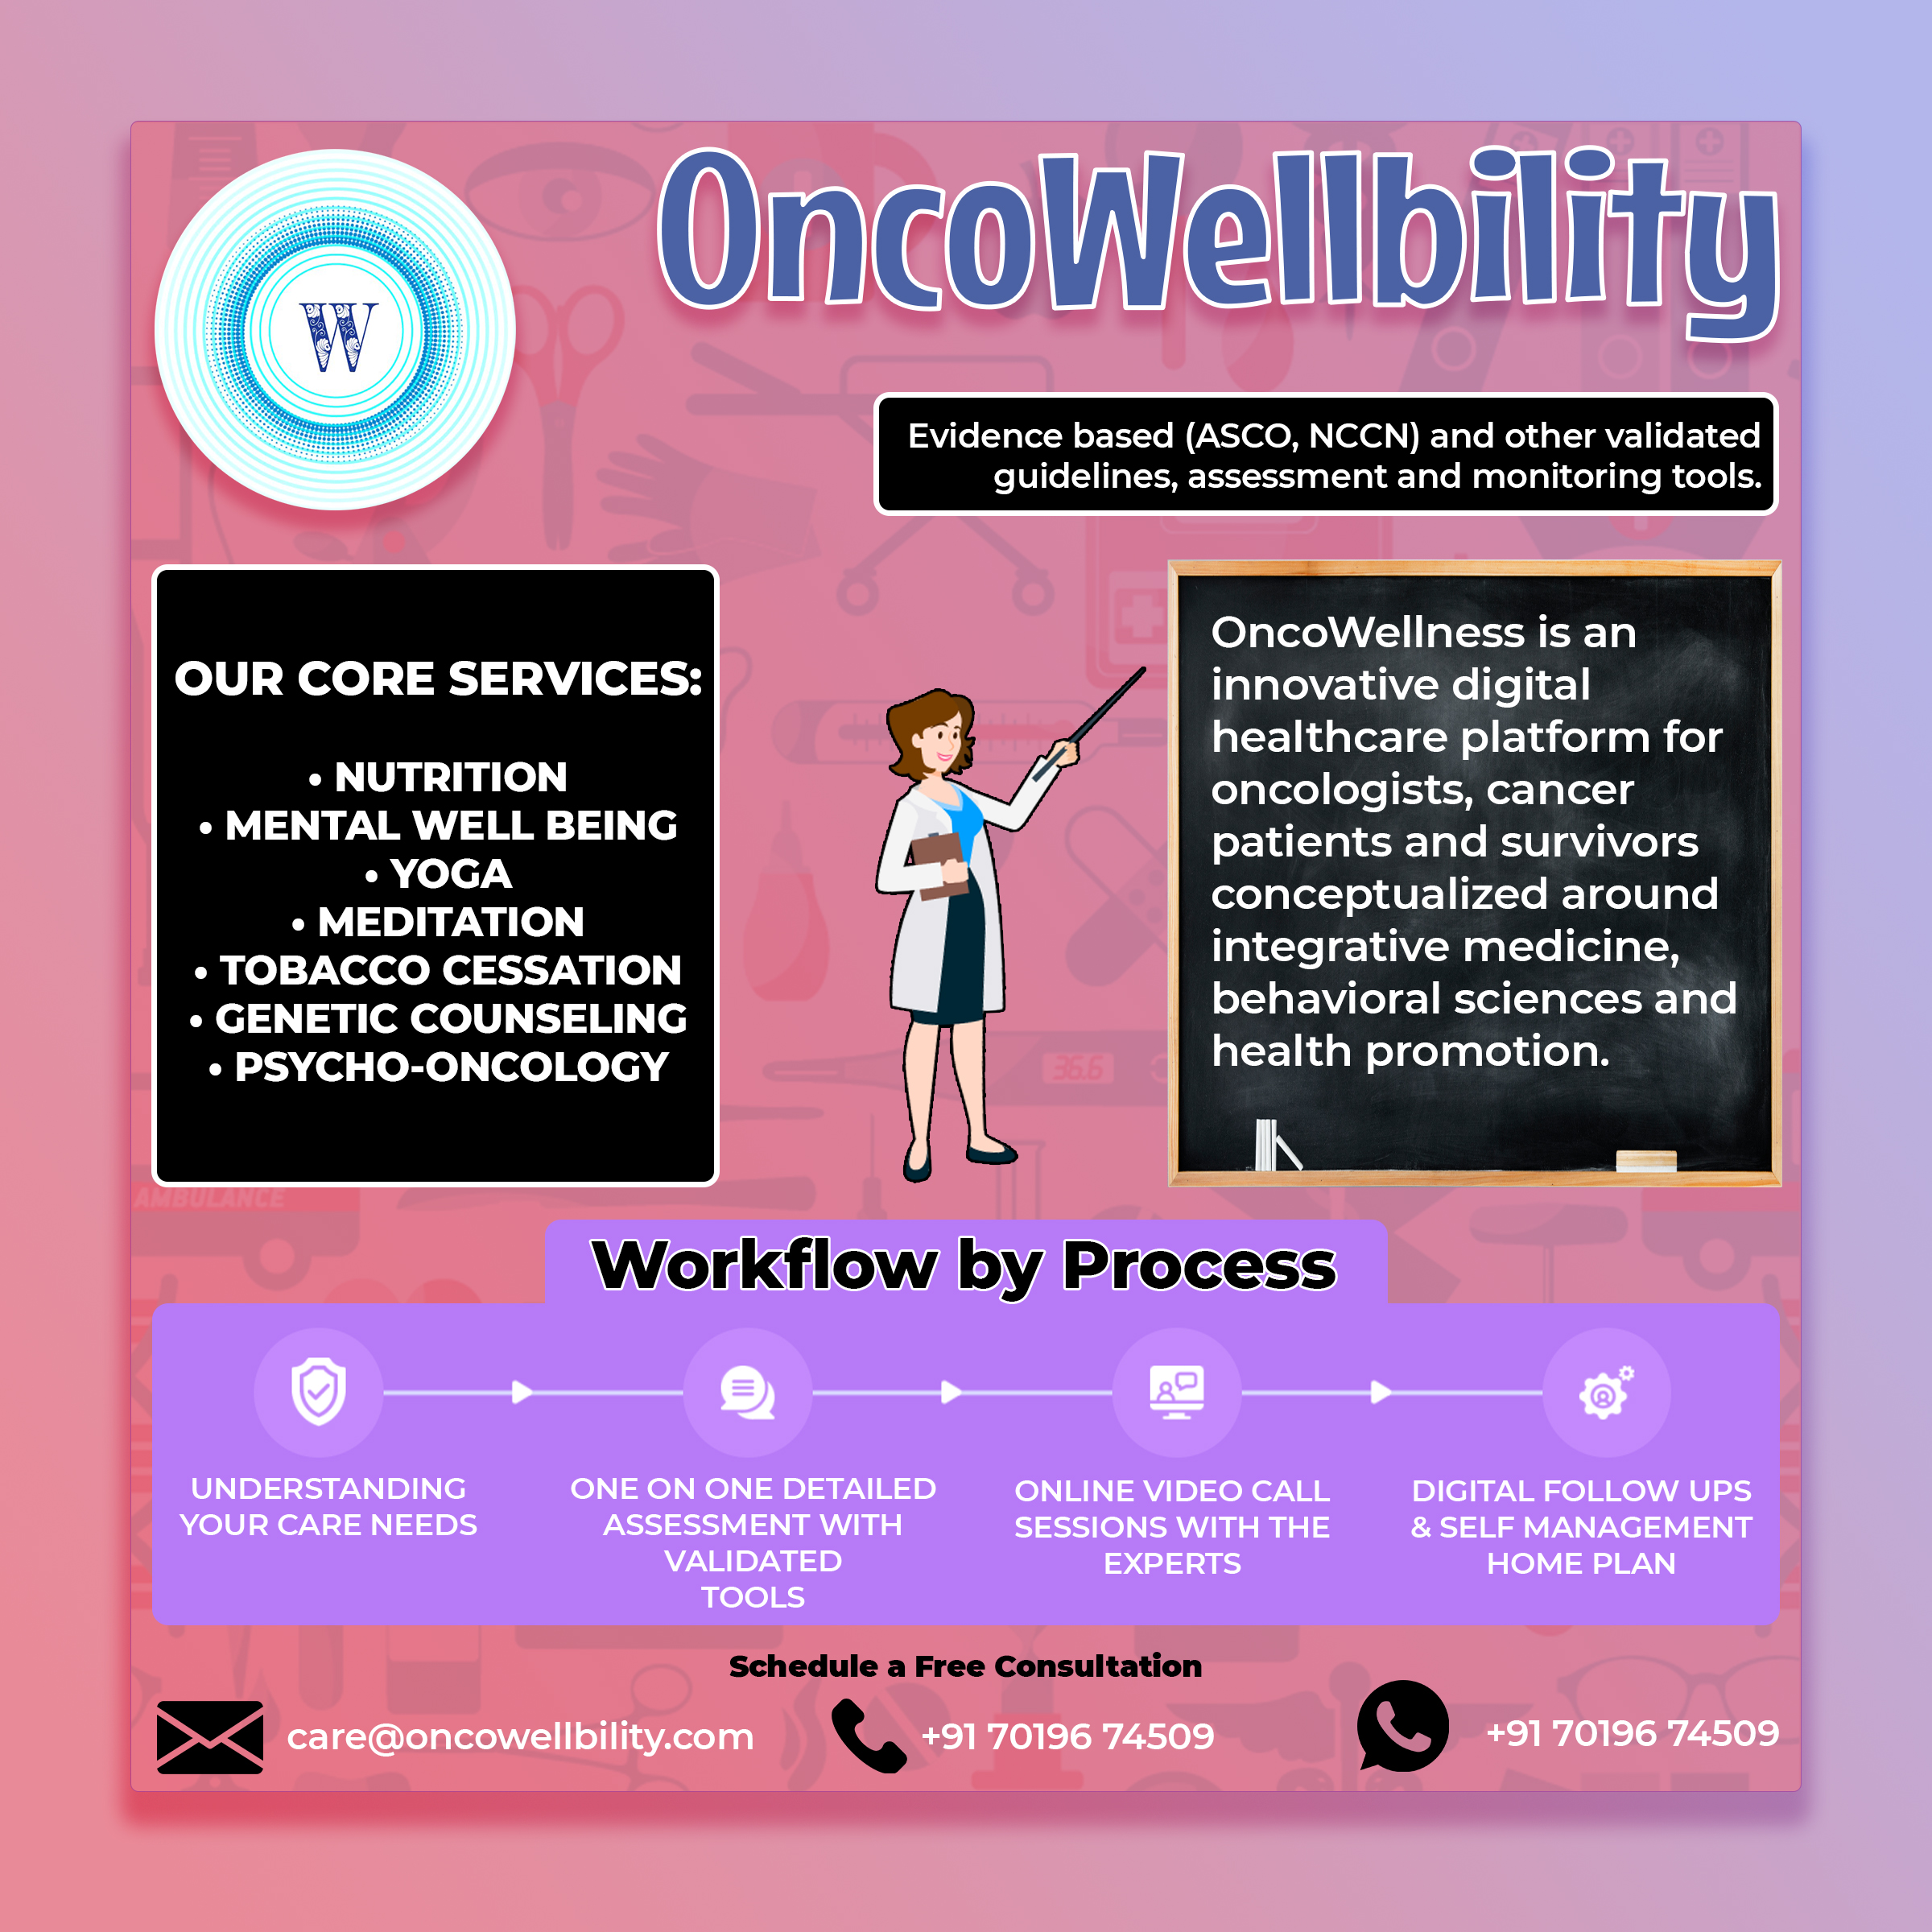 W
OncoWellbility
Evidence based (ASCO, NCCN) and other validated
guidelines, assessment and monitoring tools.
OUR CORE SERVICES:
• NUTRITION
• MENTAL WELL BEING
• YOGA
• MEDITATION
• TOBACCO CESSATION
• GENETIC COUNSELING
• PSYCHO-ONCOLOGY
OncoWellness is an
innovative digital
healthcare platform for
oncologists, cancer
patients and survivors
conceptualized around
integrative medicine,
behavioral sciences and
health promotion.
36.6
AMBULANCE
Workflow by Process
UNDERSTANDING
YOUR CARE NEEDS
ONE ON ONE DETAILED
ASSESSMENT WITH
VALIDATED
TOOLS
ONLINE VIDEO CALL
SESSIONS WITH THE
EXPERTS
DIGITAL FOLLOW UPS
& SELF MANAGEMENT
HOME PLAN
Schedule a Free Consultation
care@oncowellbility.com
+91 70196 74509
+91 70196 74509